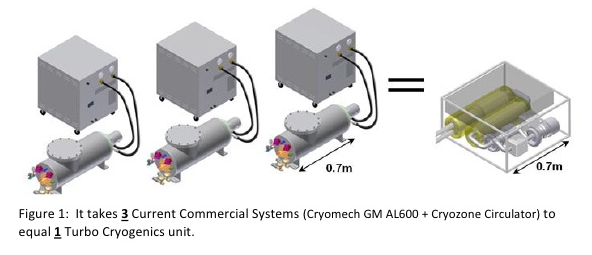 0.7m
0.7m
Figure 1:  It takes 3 Current Commercial Systems (Cryomech GM AL600 + Cryozone Circulator) to
equal 1 Turbo Cryogenics unit.